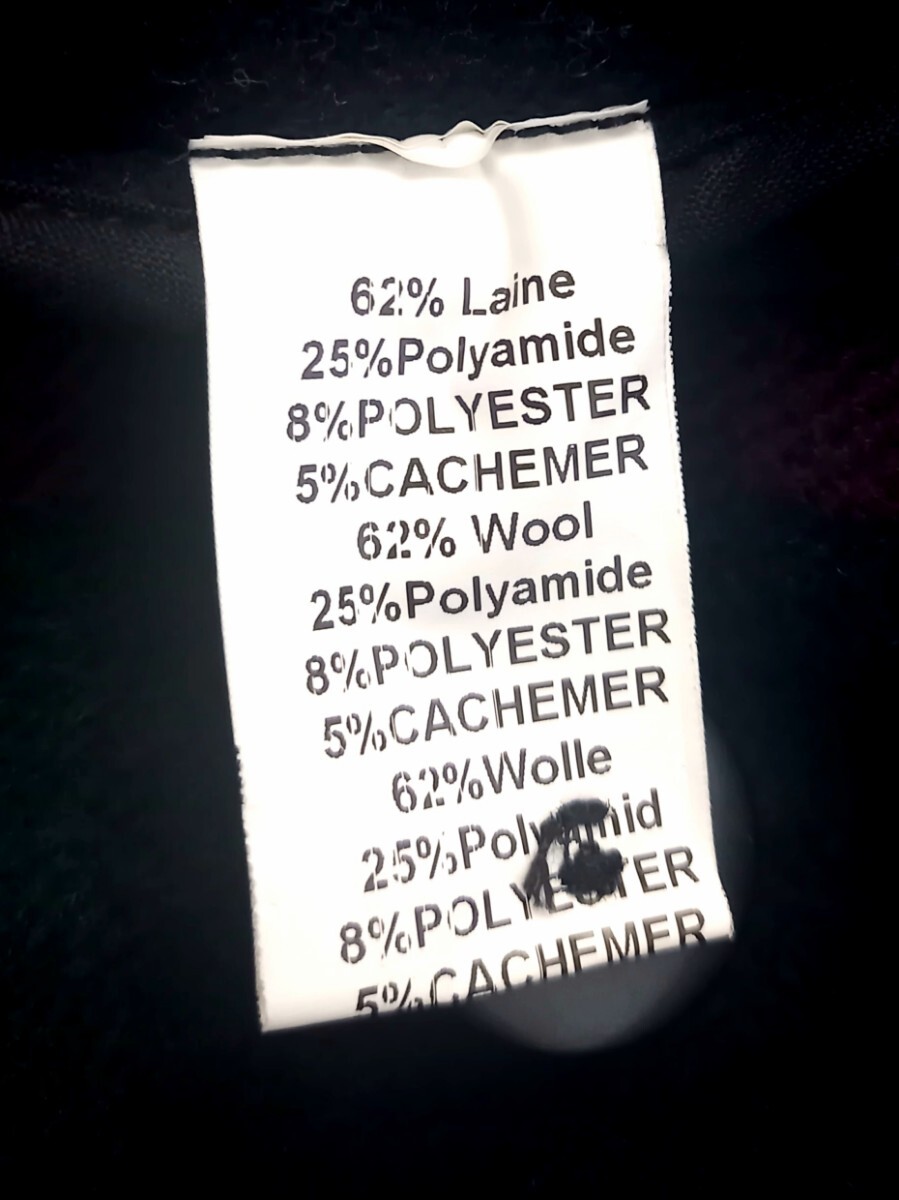 62% Laine
25%Polyamide
8%POLYESTER
5%CACHEMER
62% Wool
25%Polyamide
8%POLYESTER
5%CACHEMER
62%Wolle
25%Polyamid
8%POLYESTER
5%CACHEMER